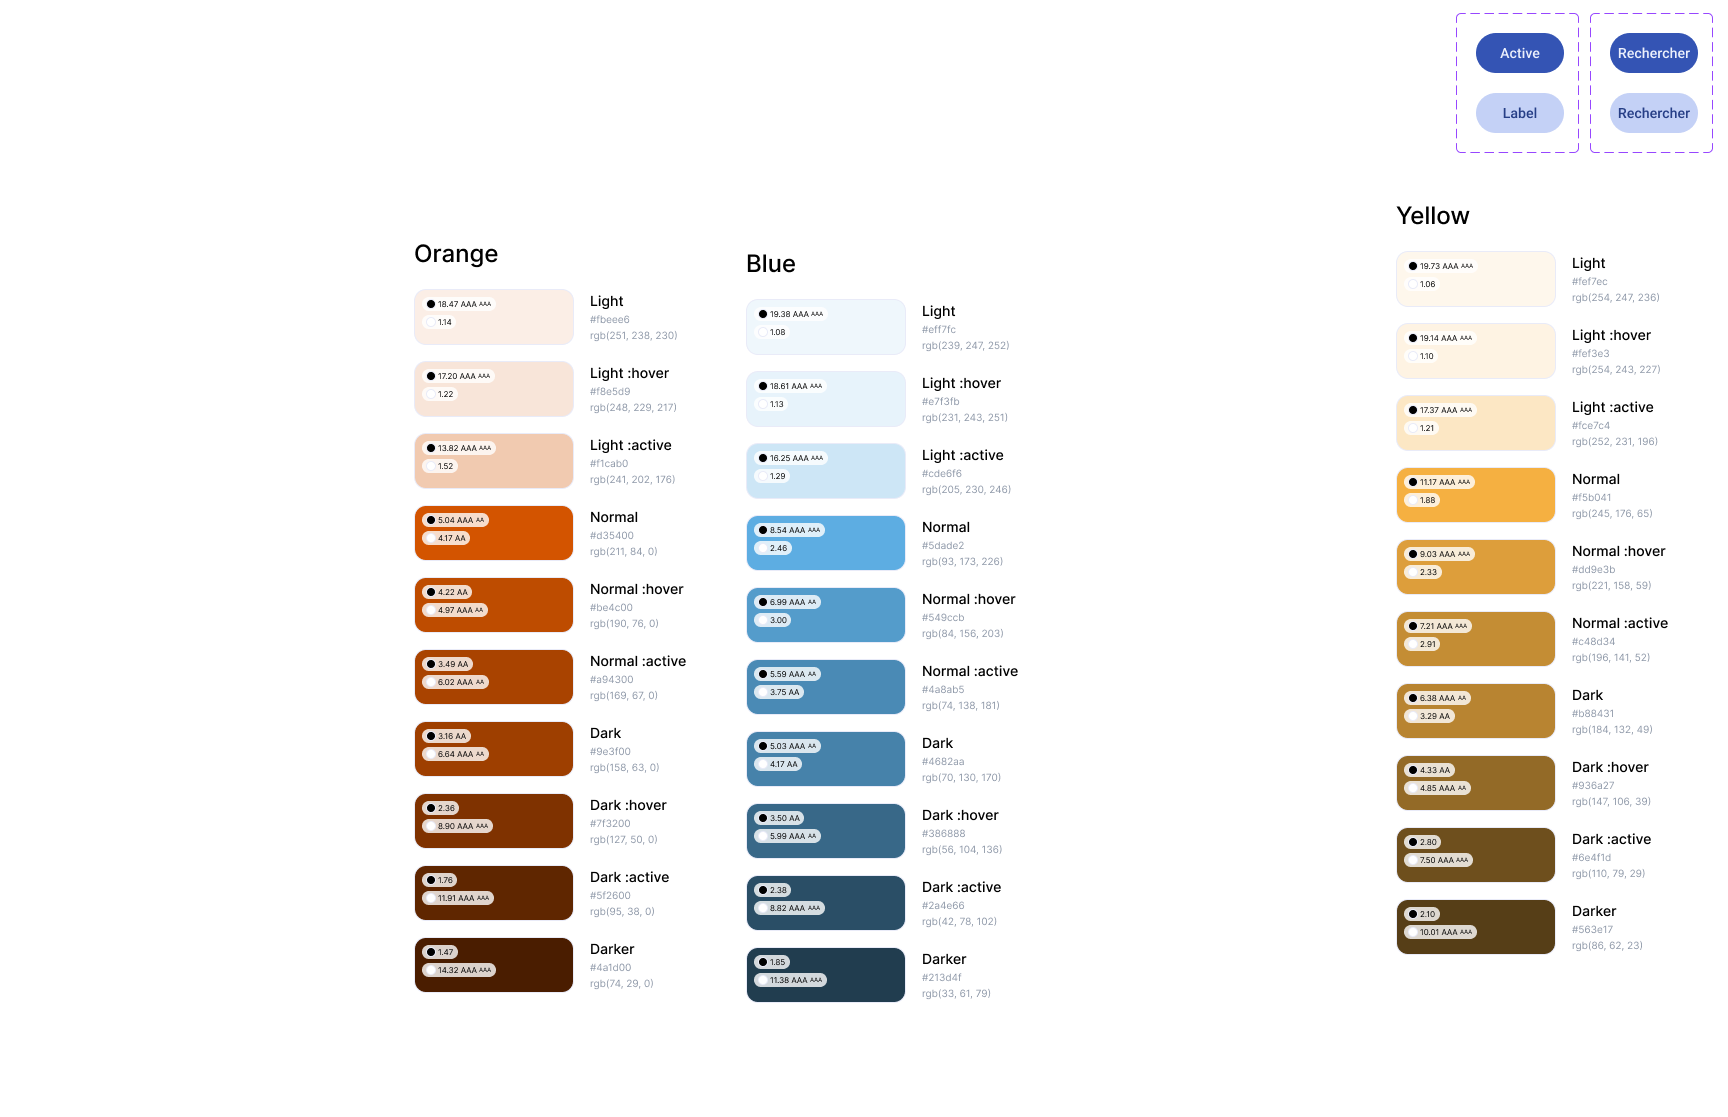 Active
Rechercher
Label
Rechercher
Orange
18.47 AAA AAA
1.14
Light
#fbeee6
rgb(251, 238, 230)
17.20 AAA AAA
1.22
Light :hover
#f8e5d9
rgb(248, 229, 217)
13.82 AAA AAA
1.52
Light :active
#f1cab0
rgb(241, 202, 176)
5.04 AAA AA
4.17 AA
Normal
#d35400
rgb(211, 84, 0)
4.22 AA
4.97 AAA AA
Normal :hover
#be4c00
rgb(190, 76, 0)
3.49 AA
6.02 AAA AA
Normal :active
#a94300
rgb(169, 67, 0)
3.16 AA
6.64 AAA AA
Dark
#9e3f00
rgb(158, 63, 0)
2.36
8.90 AAA AAA
Dark :hover
#7f3200
rgb(127, 50, 0)
1.76
11.91 AAA AAA
Dark :active
#5f2600
rgb(95, 38, 0)
1.47
14.32 AAA AAA
Darker
#4a1d00
rgb(74, 29, 0)
Blue
19.38 AAA AAA
1.08
Light
#eff7fc
rgb(239, 247, 252)
18.61 AAA AAA
1.13
Light :hover
#e7f3fb
rgb(231, 243, 251)
16.25 AAA AAA
1.29
Light :active
#cde6f6
rgb(205, 230, 246)
8.54 AAA AAA
2.46
Normal
#5dade2
rgb(93, 173, 226)
6.99 AAA AA
3.00
Normal :hover
#549ccb
rgb(84, 156, 203)
5.59 AAA AA
3.75 AA
Normal :active
#4a8ab5
rgb(74, 138, 181)
5.03 AAA AA
4.17 AA
Dark
#4682aa
rgb(70, 130, 170)
3.50 AA
5.99 AAA AA
Dark :hover
#386888
rgb(56, 104, 136)
2.38
8.82 AAA AAA
Dark :active
#2a4e66
rgb(42, 78, 102)
1.85
11.38 AAA AAA
Darker
#213d4f
rgb(33, 61, 79)
Yellow
19.73 AAA AAA
1.06
Light
#fef7ec
rgb(254, 247, 236)
19.14 AAA AAA
1.10
Light :hover
#fef3e3
rgb(254, 243, 227)
17.37 AAA AAA
1.21
Light :active
#fce7c4
rgb(252, 231, 196)
11.17 AAA AAA
1.88
Normal
#f5b041
rgb(245, 176, 65)
9.03 AAA AAA
2.33
Normal :hover
#dd9e3b
rgb(221, 158, 59)
7.21 AAA AAA
2.91
Normal :active
#c48d34
rgb(196, 141, 52)
6.38 AAA AA
3.29 AA
Dark
#b88431
rgb(184, 132, 49)
4.33 AA
4.85 AAA AA
Dark :hover
#936a27
rgb(147, 106, 39)
2.80
7.50 AAA AAA
Dark :active
#6e4f1d
rgb(110, 79, 29)
2.10
10.01 AAA AAA
Darker
#563e17
rgb(86, 62, 23)